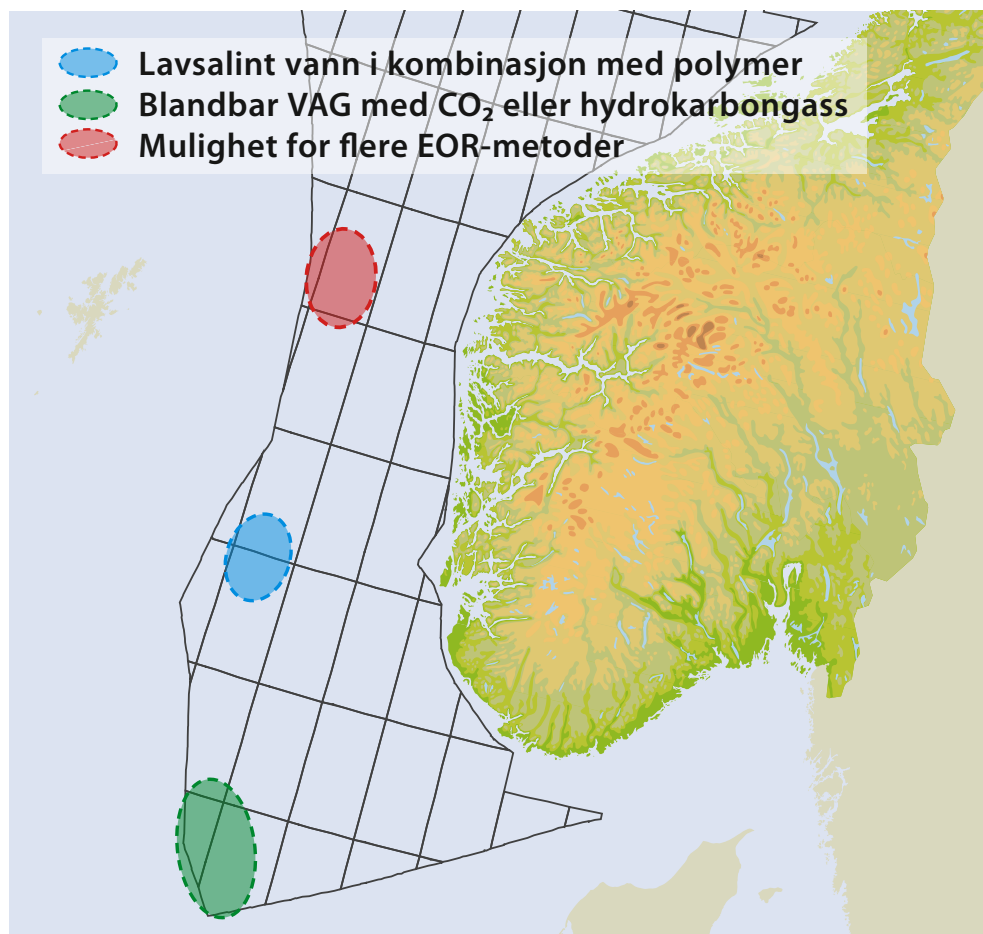 Lavsalint vann i kombinasjon med polymer
Blandbar VAG med CO₂ eller hydrokarbongass
Mulighet for flere EOR-metoder